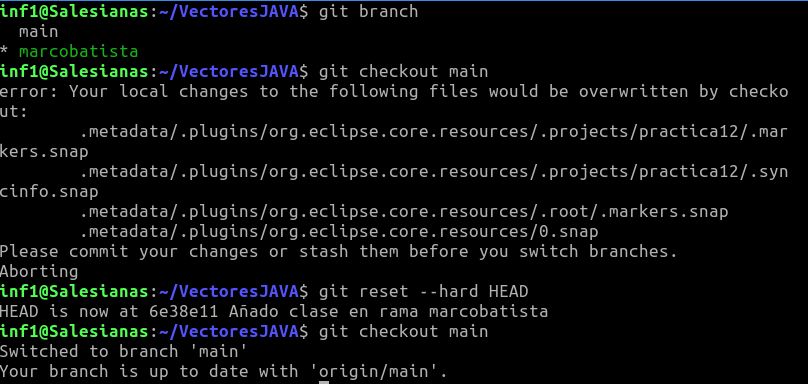 inf1@Salesianas:~/VectoresJAVA$ git branch
  main
* marcobatista
inf1@Salesianas:~/VectoresJAVA$ git checkout main
error: Your local changes to the following files would be overwritten by checko
ut:
        .metadata/.plugins/org.eclipse.core.resources/.projects/practica12/.mar
kers.snap
        .metadata/.plugins/org.eclipse.core.resources/.projects/practica12/.syn
cinfo.snap
        .metadata/.plugins/org.eclipse.core.resources/.root/.markers.snap
        .metadata/.plugins/org.eclipse.core.resources/0.snap
Please commit your changes or stash them before you switch branches.
Aborting
inf1@Salesianas:~/VectoresJAVA$ git reset --hard HEAD
HEAD is now at 6e38e11 Añado clase en rama marcobatista
inf1@Salesianas:~/VectoresJAVA$ git checkout main
Switched to branch 'main'
Your branch is up to date with 'origin/main'.